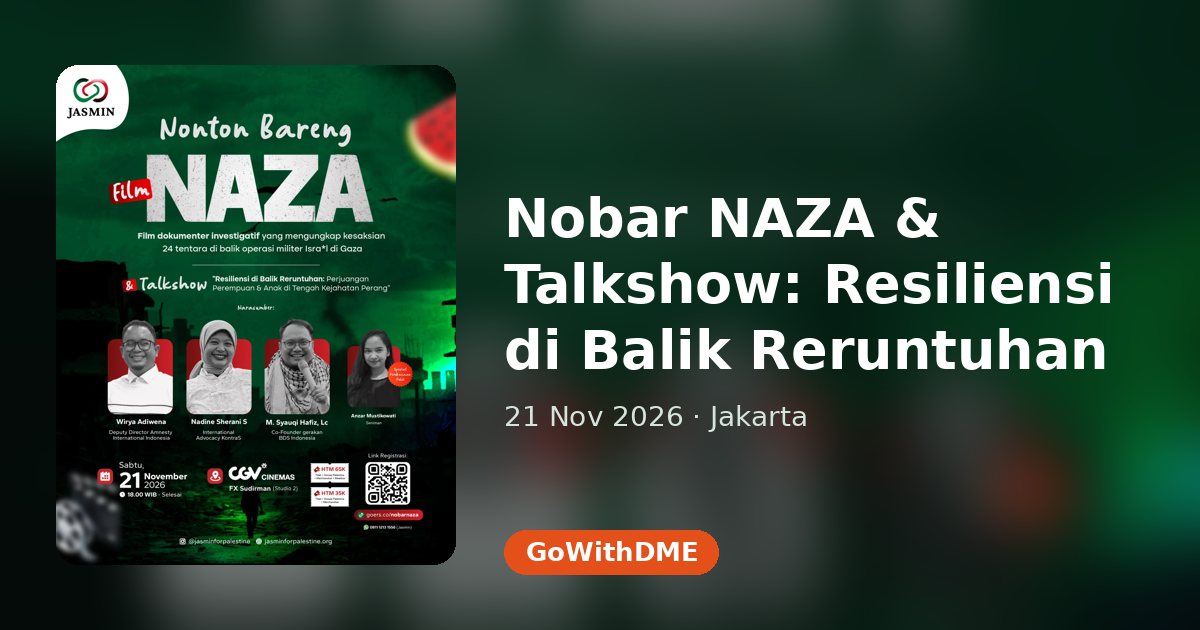 JASMIN
Nonton Bareng
Film NAZA
Film dokumenter investigatif yang mengungkap kesaksian
24 tentara di balik operasi militer Isra*l di Gaza
& Talkshow "Resiliensi di Balik Reruntuhan: Perjuangan
Perempuan & Anak di Tengah Kejahatan Perang"
Narasumber:
Wirya Adiwena
Deputy Director Amnesty
International Indonesia
Nadine Sherani S
International
Advocacy KontraS
M. Syauqi Hafiz, Lc
Co-Founder gerakan
BDS Indonesia
Anzar Mustikowati
Seniman
Sabtu,
21 November
2026
18.00 WIB - Selesai
CGV CINEMAS
FX Sudirman (Studio 2)
HTM 65K
HTM 35K
Link Registrasi
goers.co/nobarnaza
@jasminforpalestine
jasminforpalestine.org
Nobar NAZA &
Talkshow: Resiliensi
di Balik Reruntuhan
21 Nov 2026 · Jakarta
GoWithDME